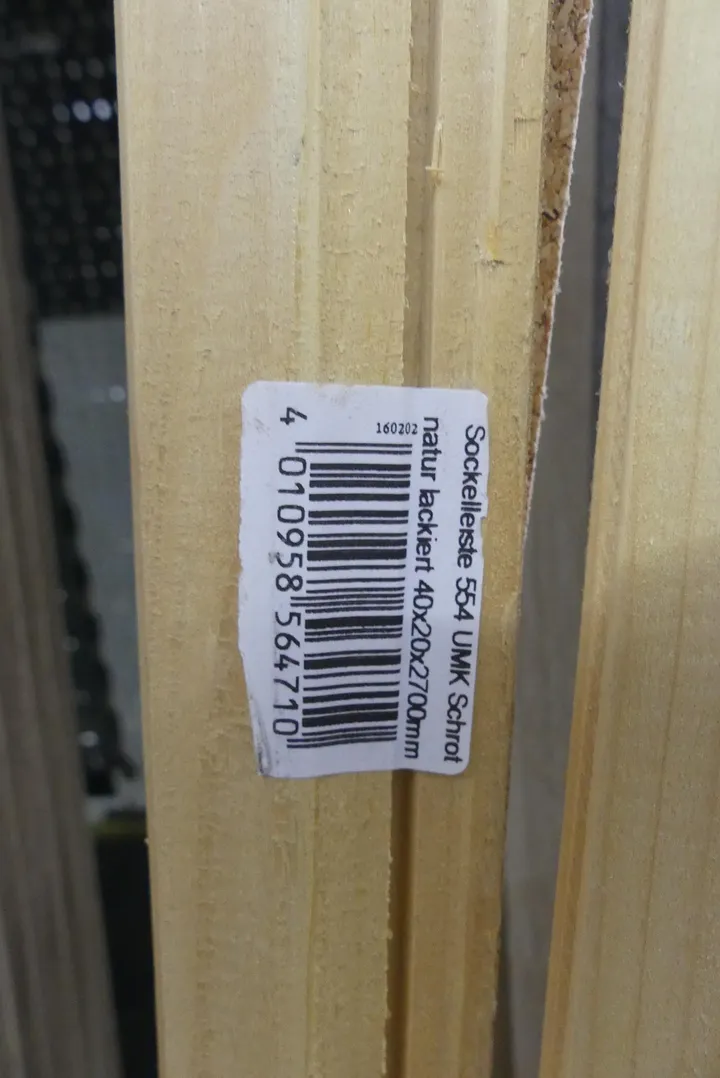 Sockelleiste 554 UMK Schrot
natur lackiert 40x20x2700mm
160202
4 010958 564710